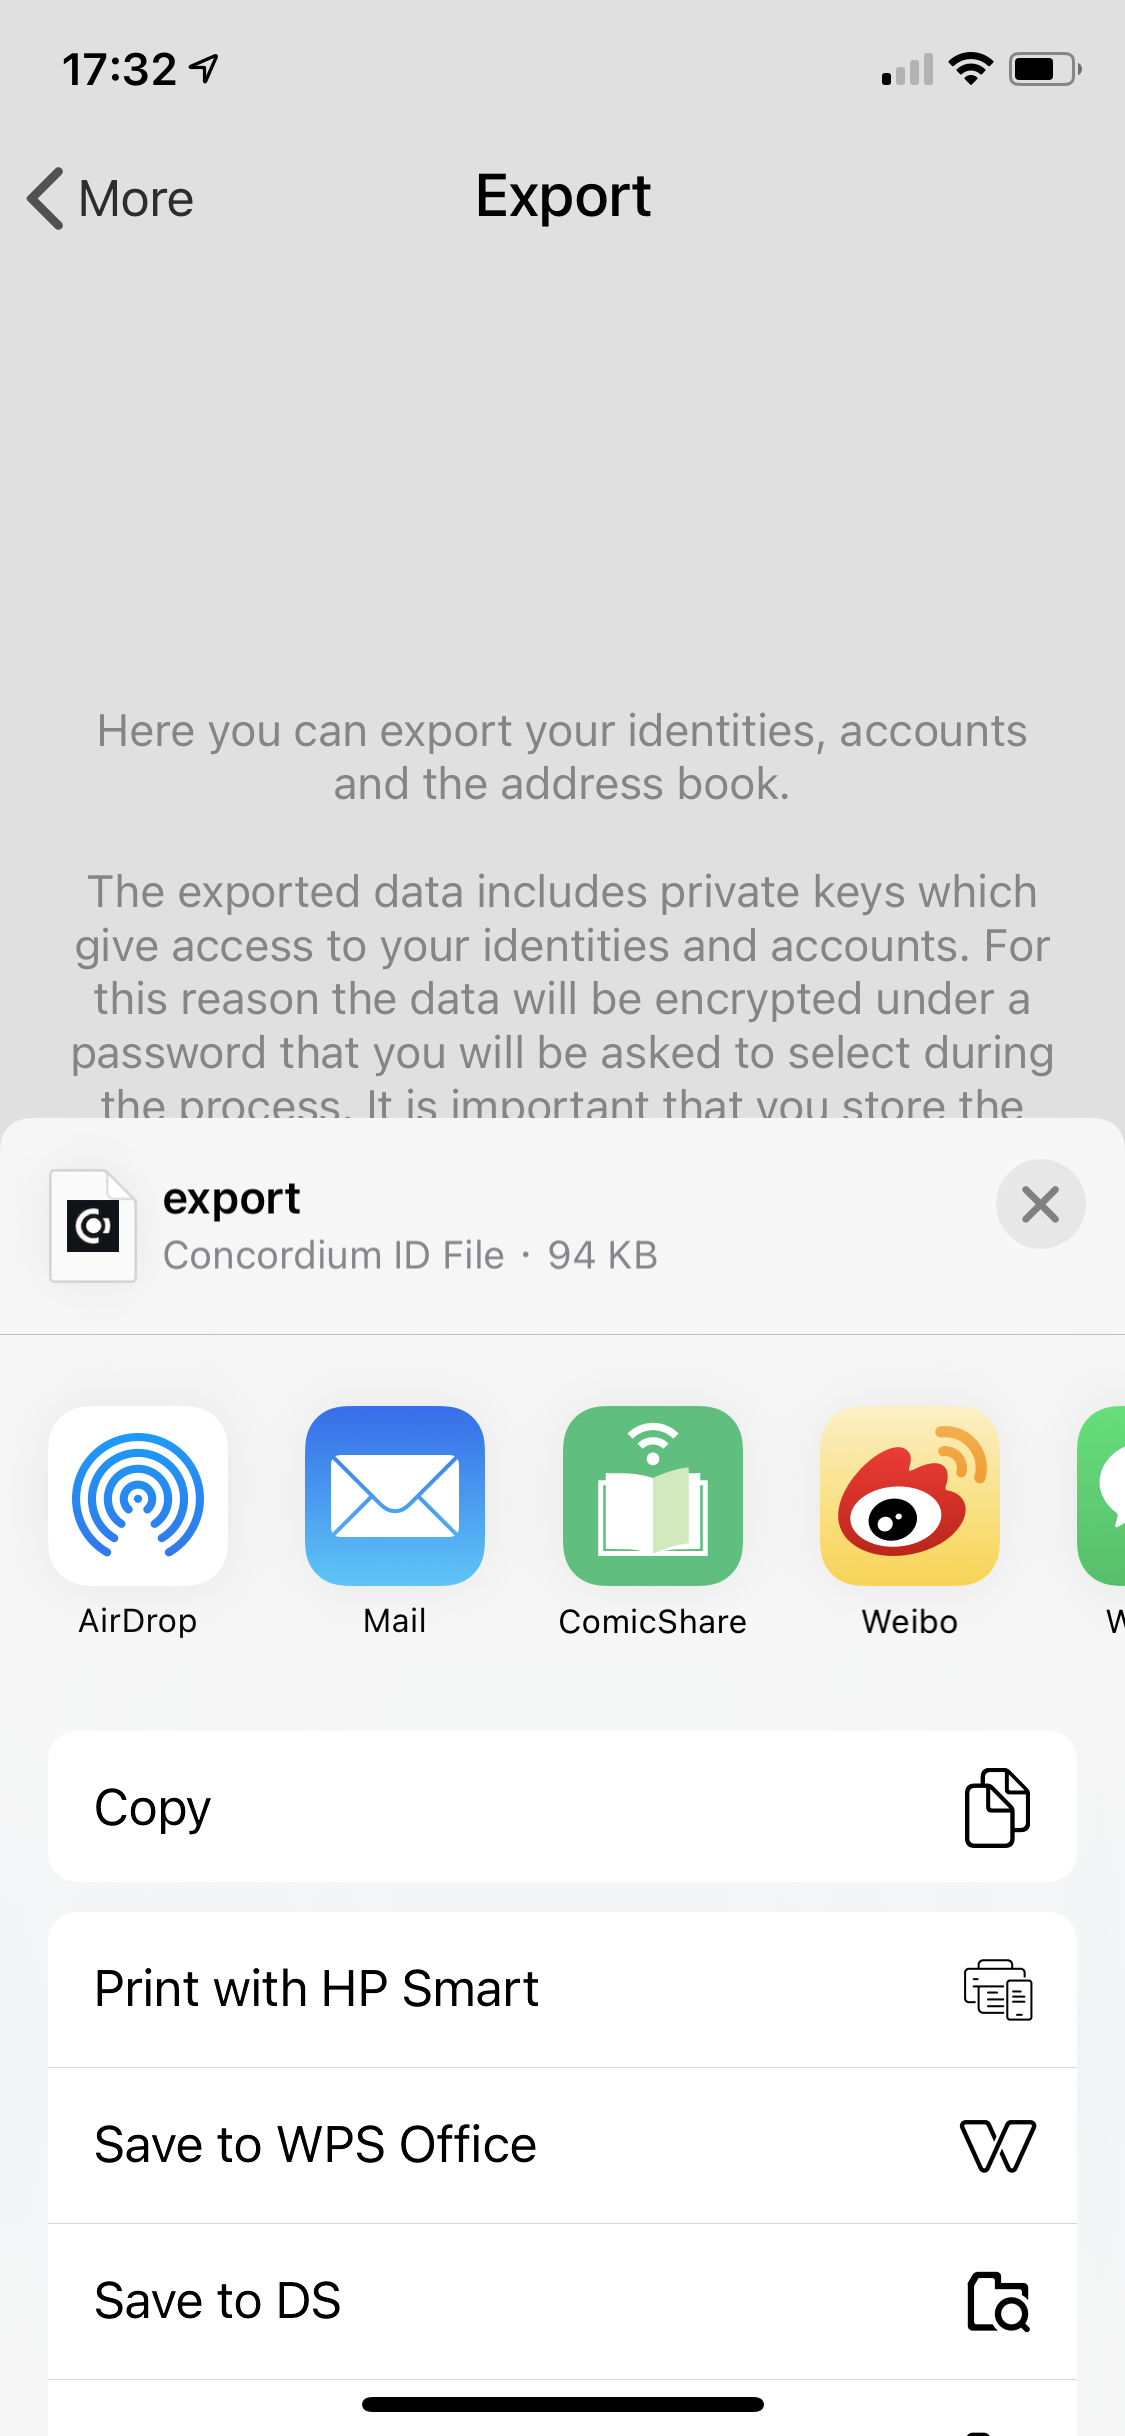 17:32
More
Export
Here you can export your identities, accounts
and the address book.
The exported data includes private keys which
give access to your identities and accounts. For
this reason the data will be encrypted under a
password that you will be asked to select during
the process. It is important that you store the
export
Concordium ID File · 94 KB
AirDrop
Mail
ComicShare
Weibo
Copy
Print with HP Smart
Save to WPS Office
Save to DS